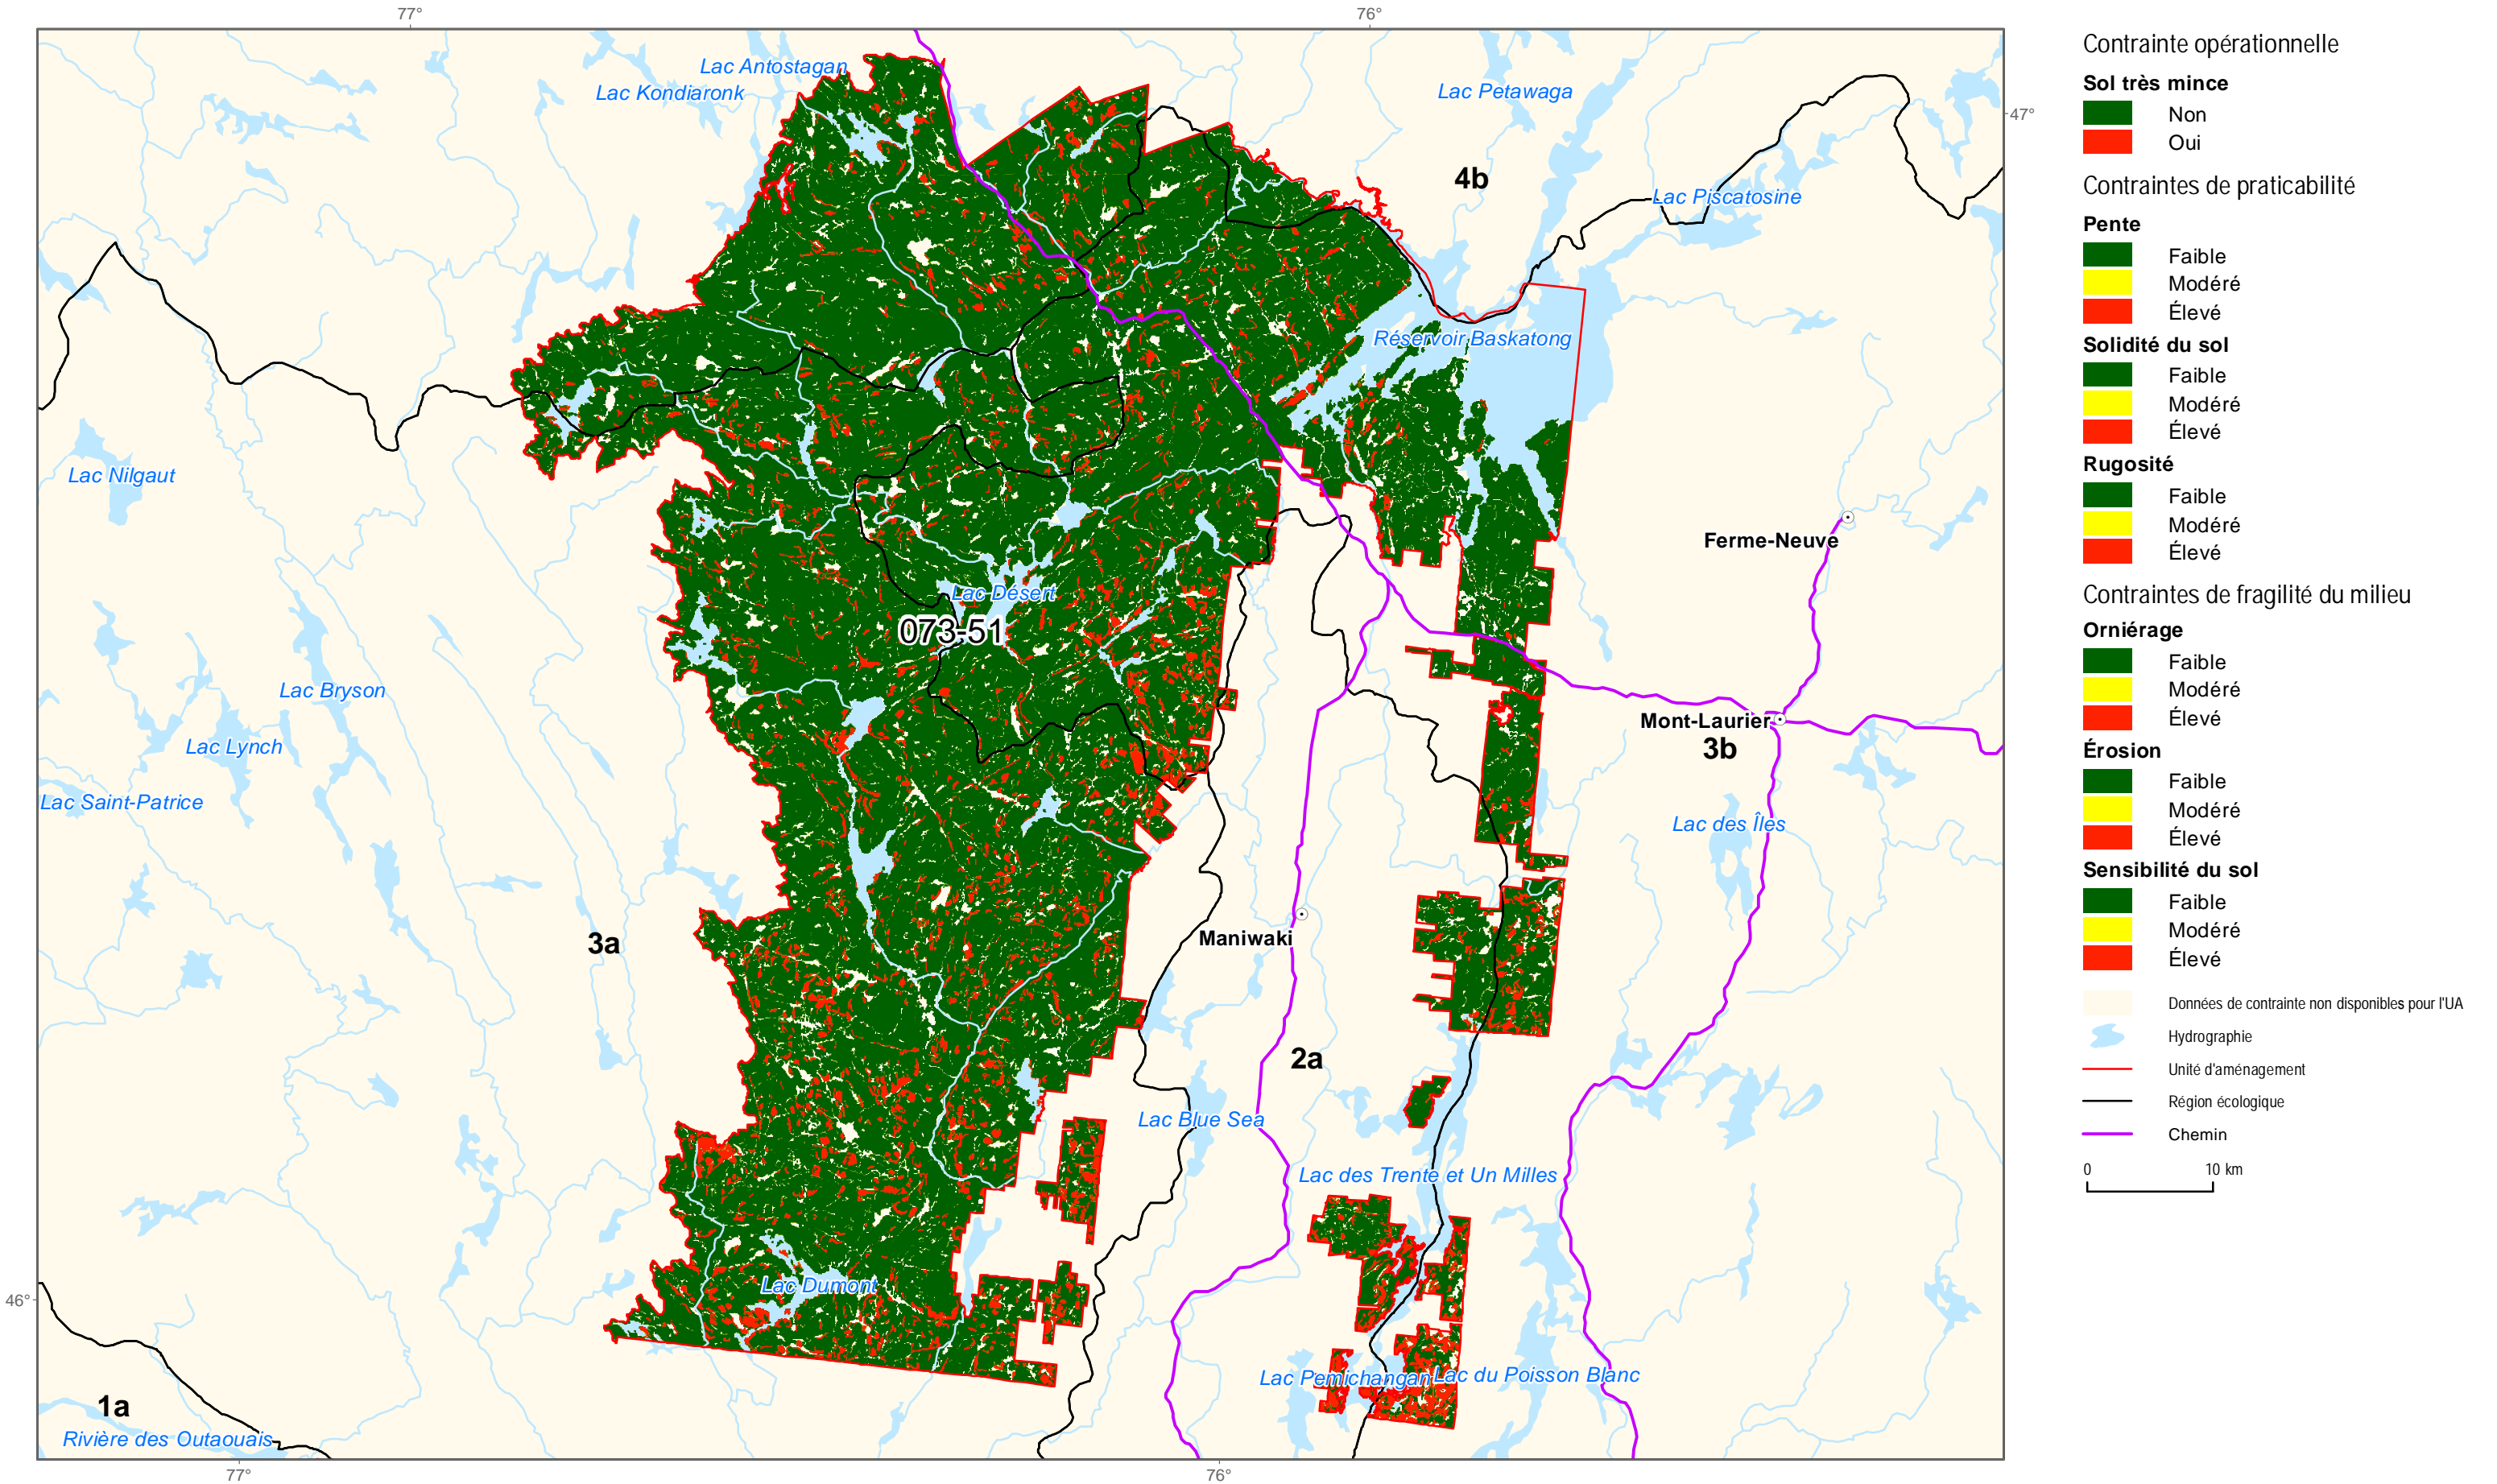 77°
76°
47°
Lac Antostagan
Lac Kondiaronk
Lac Petawaga
4b
Lac Piscatosine
Réservoir Baskatong
Lac Nilgaut
Ferme-Neuve
Lac Désert
073-51
Lac Bryson
Lac Lynch
Mont-Laurier
3b
Lac Saint-Patrice
Lac des Îles
3a
Maniwaki
2a
Lac Blue Sea
Lac des Trente et Un Milles
Lac Dumont
46°
Lac Pemichangan
Lac du Poisson Blanc
1a
Rivière des Outaouais
77°
76°
Contrainte opérationnelle
Sol très mince
Non
Oui
Contraintes de praticabilité
Pente
Faible
Modéré
Élevé
Solidité du sol
Faible
Modéré
Élevé
Rugosité
Faible
Modéré
Élevé
Contraintes de fragilité du milieu
Orniérage
Faible
Modéré
Élevé
Érosion
Faible
Modéré
Élevé
Sensibilité du sol
Faible
Modéré
Élevé
Données de contrainte non disponibles pour l'UA
Hydrographie
Unité d'aménagement
Région écologique
Chemin
0 10 km